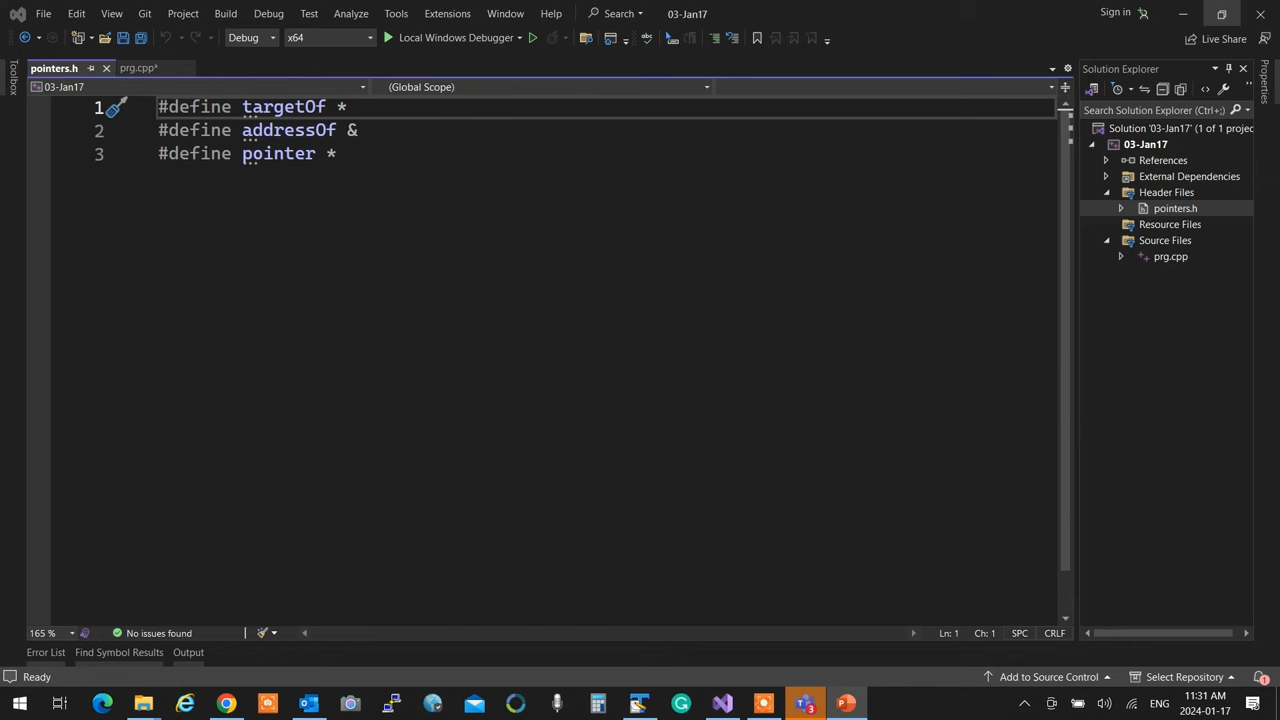 File Edit View Git Project Build Debug Test Analyze Tools Extensions Window Help Search 03-Jan17 Sign in
Debug x64 Local Windows Debugger Live Share
Toolbox
pointers.h prg.cpp*
03-Jan17 (Global Scope)
1 #define targetOf *
2 #define addressOf &
3 #define pointer *
Solution Explorer
Search Solution Explorer (Ctrl+;)
Solution '03-Jan17' (1 of 1 projec
03-Jan17
References
External Dependencies
Header Files
pointers.h
Resource Files
Source Files
prg.cpp
Properties
165 % No issues found Ln: 1 Ch: 1 SPC CRLF
Error List Find Symbol Results Output
Ready Add to Source Control Select Repository 1
3 ENG 11:31 AM
2024-01-17